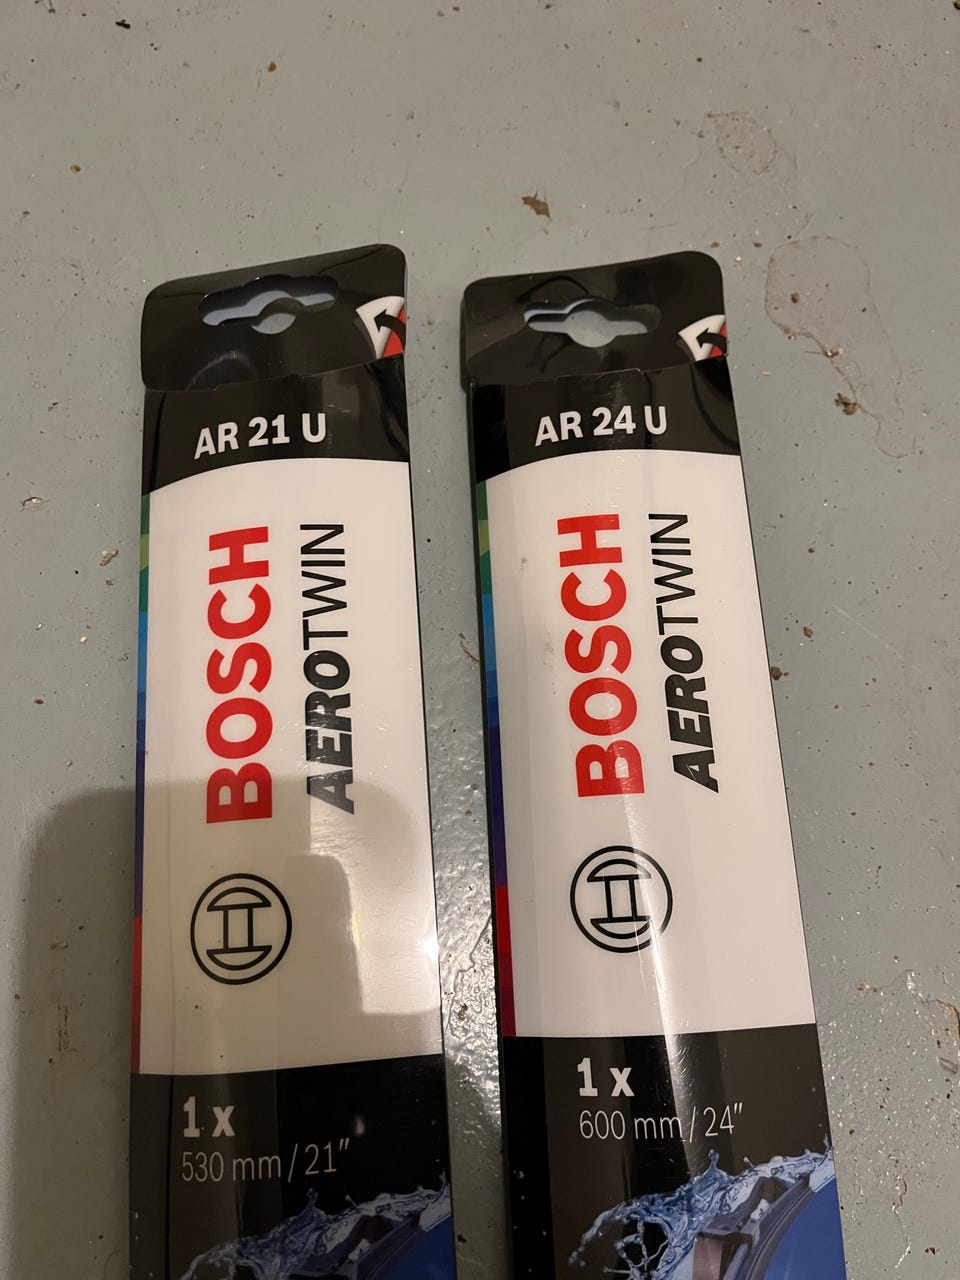 AR 21 U
BOSCH
AEROTWIN
1 x
530 mm / 21"
AR 24 U
BOSCH
AEROTWIN
1 x
600 mm / 24"